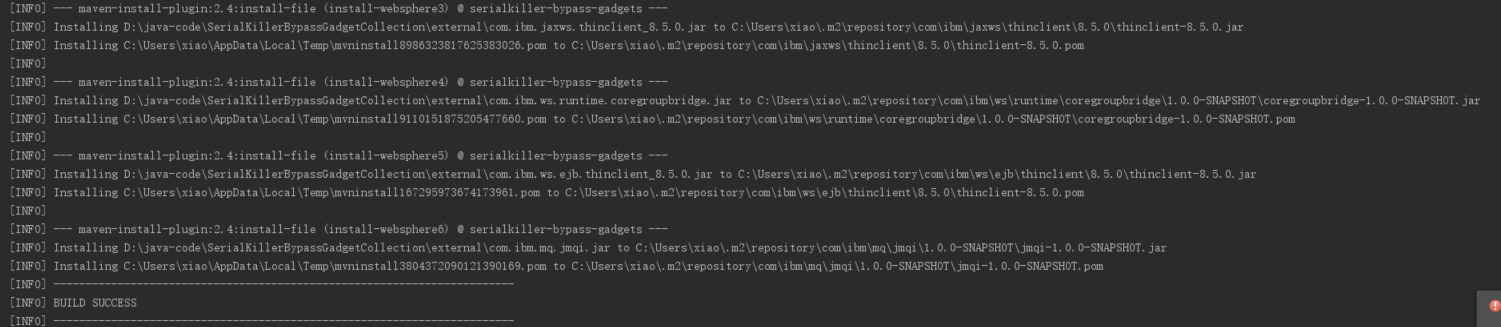 [INFO] --- maven-install-plugin:2.4:install-file (install-websphere3) @ serialkiller-bypass-gadgets ---
[INFO] Installing D:\java-code\SerialKillerBypassGadgetCollection\external\com.ibm.jaxws.thinclient_8.5.0.jar to C:\Users\xiao\.m2\repository\com\ibm\jaxws\thinclient\8.5.0\thinclient-8.5.0.jar
[INFO] Installing C:\Users\xiao\AppData\Local\Temp\mvninstall8986323817625383026.pom to C:\Users\xiao\.m2\repository\com\ibm\jaxws\thinclient\8.5.0\thinclient-8.5.0.pom
[INFO]
[INFO] --- maven-install-plugin:2.4:install-file (install-websphere4) @ serialkiller-bypass-gadgets ---
[INFO] Installing D:\java-code\SerialKillerBypassGadgetCollection\external\com.ibm.ws.runtime.coregroupbridge.jar to C:\Users\xiao\.m2\repository\com\ibm\ws\runtime\coregroupbridge\1.0.0-SNAPSHOT\coregroupbridge-1.0.0-SNAPSHOT.jar
[INFO] Installing C:\Users\xiao\AppData\Local\Temp\mvninstall9110151875205477660.pom to C:\Users\xiao\.m2\repository\com\ibm\ws\runtime\coregroupbridge\1.0.0-SNAPSHOT\coregroupbridge-1.0.0-SNAPSHOT.pom
[INFO]
[INFO] --- maven-install-plugin:2.4:install-file (install-websphere5) @ serialkiller-bypass-gadgets ---
[INFO] Installing D:\java-code\SerialKillerBypassGadgetCollection\external\com.ibm.ws.ejb.thinclient_8.5.0.jar to C:\Users\xiao\.m2\repository\com\ibm\ws\ejb\thinclient\8.5.0\thinclient-8.5.0.jar
[INFO] Installing C:\Users\xiao\AppData\Local\Temp\mvninstall167295973674173961.pom to C:\Users\xiao\.m2\repository\com\ibm\ws\ejb\thinclient\8.5.0\thinclient-8.5.0.pom
[INFO]
[INFO] --- maven-install-plugin:2.4:install-file (install-websphere6) @ serialkiller-bypass-gadgets ---
[INFO] Installing D:\java-code\SerialKillerBypassGadgetCollection\external\com.ibm.mq.jmqi.jar to C:\Users\xiao\.m2\repository\com\ibm\mq\jmqi\1.0.0-SNAPSHOT\jmqi-1.0.0-SNAPSHOT.jar
[INFO] Installing C:\Users\xiao\AppData\Local\Temp\mvninstall3804372090121390169.pom to C:\Users\xiao\.m2\repository\com\ibm\mq\jmqi\1.0.0-SNAPSHOT\jmqi-1.0.0-SNAPSHOT.pom
[INFO] ------------------------------------------------------------------------
[INFO] BUILD SUCCESS
[INFO] ------------------------------------------------------------------------